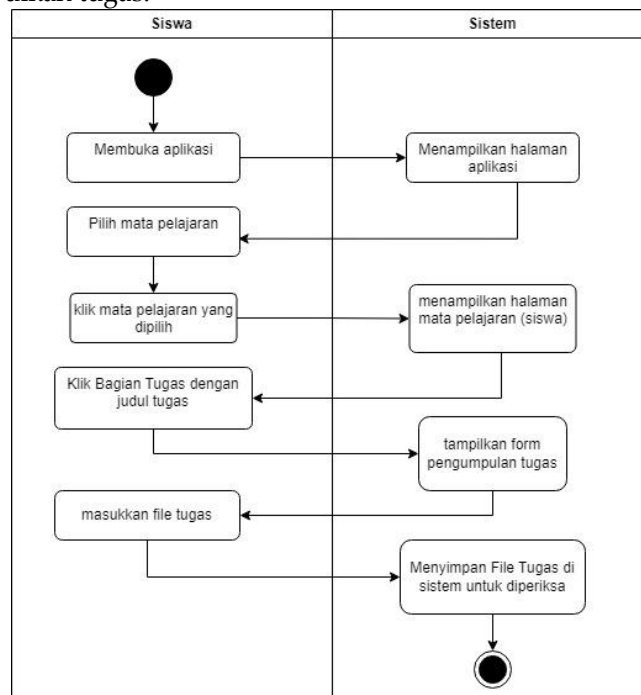 tugas.
Siswa
Sistem
Membuka aplikasi
Menampilkan halaman
aplikasi
Pilih mata pelajaran
klik mata pelajaran yang
dipilih
menampilkan halaman
mata pelajaran (siswa)
Klik Bagian Tugas dengan
judul tugas
tampilkan form
pengumpulan tugas
masukkan file tugas
Menyimpan File Tugas di
sistem untuk diperiksa